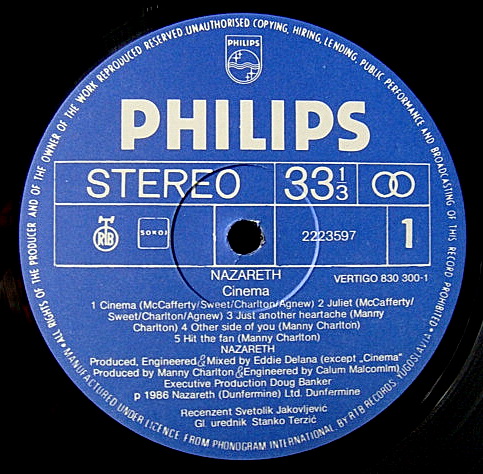 ALL RIGHTS OF THE PRODUCER AND OF THE OWNER OF THE WORK REPRODUCED RESERVED. UNAUTHORISED COPYING, HIRING, LENDING, PUBLIC PERFORMANCE AND BROADCASTING OF THIS RECORD PROHIBITED.
PHILIPS
PHILIPS
STEREO 33 1/3
RTB SOKOJ 2223597 1
NAZARETH
VERTIGO 830 300-1
Cinema
1 Cinema (McCafferty/Sweet/Charlton/Agnew) 2 Juliet (McCafferty/
Sweet/Charlton/Agnew) 3 Just another heartache (Manny
Charlton) 4 Other side of you (Manny Charlton)
5 Hit the fan (Manny Charlton)
NAZARETH
Produced, Engineered & Mixed by Eddie Delana (except „Cinema"
Produced by Manny Charlton & Engineered by Calum Malcomlm)
Executive Production Doug Banker
p 1986 Nazareth (Dunfermine) Ltd. Dunfermine
Recenzent Svetolik Jakovljević
Gl. urednik Stanko Terzić
MANUFACTURED UNDER LICENCE FROM PHONOGRAM INTERNATIONAL BY RTB RECORDS, YUGOSLAVIA